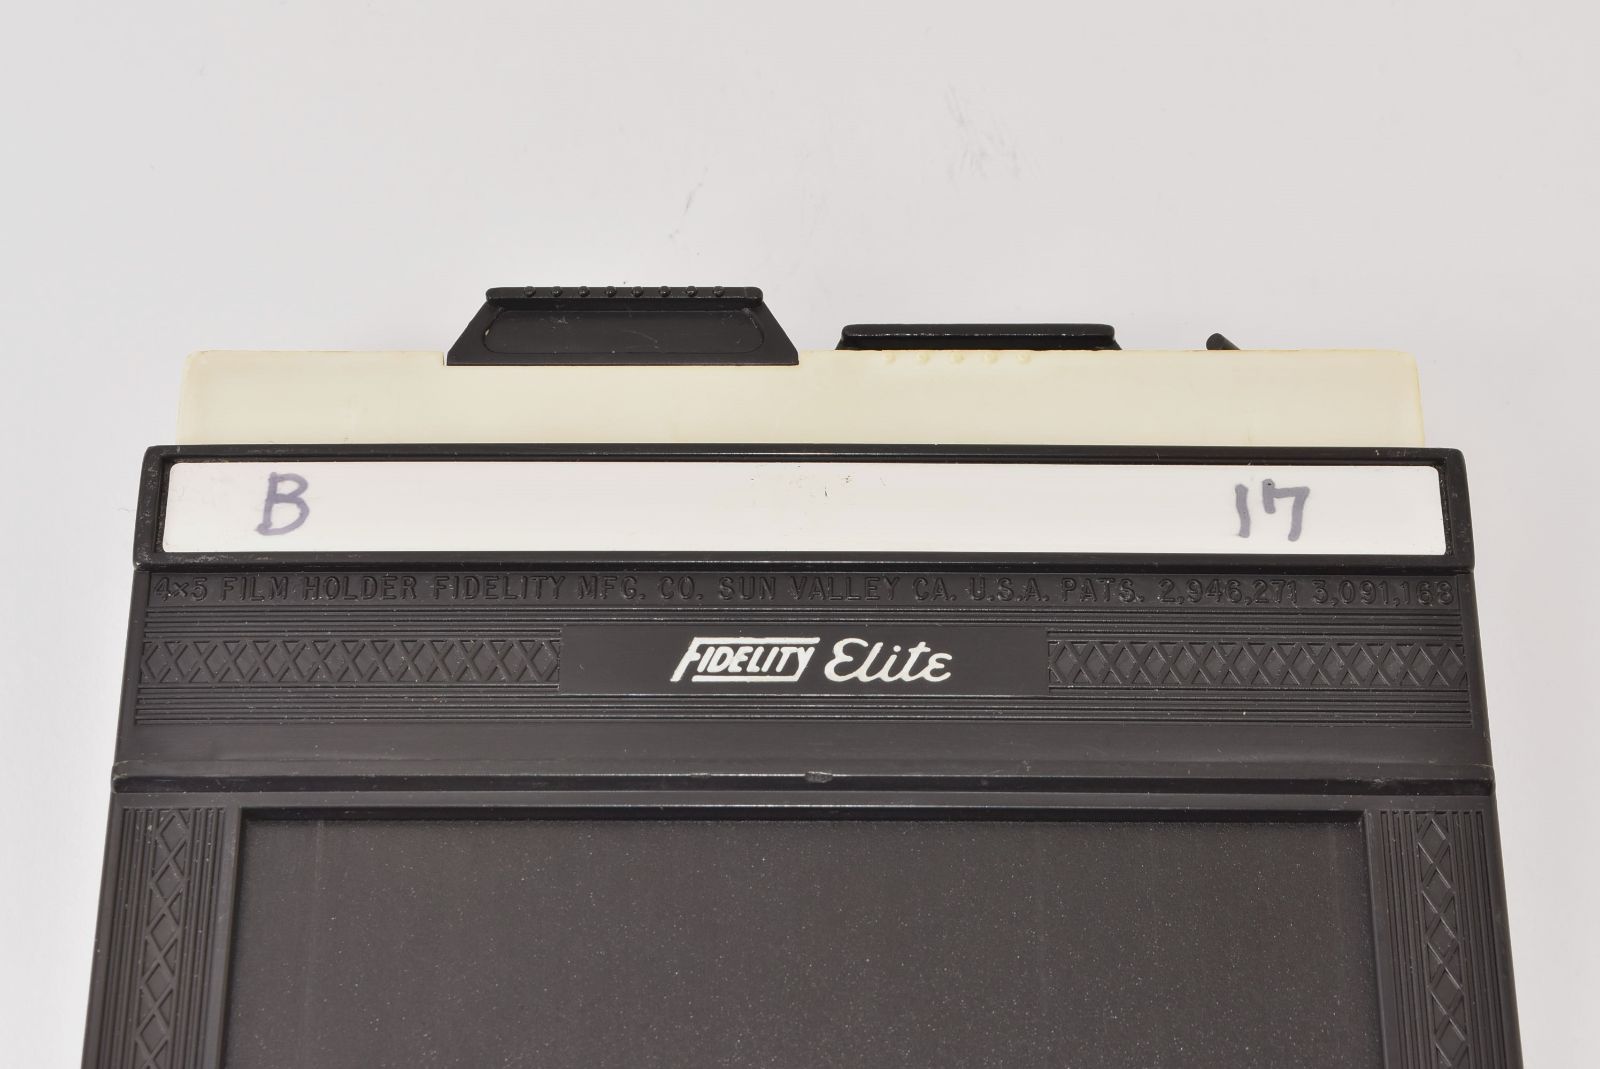 B 17
4×5 FILM HOLDER FIDELITY MFG. CO. SUN VALLEY CA. U.S.A. PATS. 2,946,271 3,091,168
FIDELITY Elite